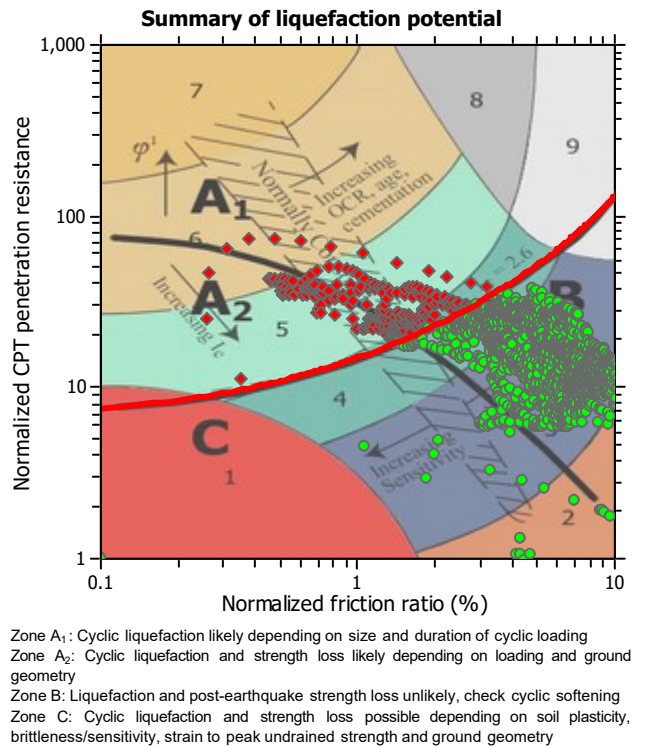 Summary of liquefaction potential
Normalized CPT penetration resistance
1,000
100
10
1
7
8
9
φ'
A1
Increasing
OCR, age,
cementation
Normally Co
6
= 2.6
B
A2
Increasing Ic
5
4
C
1
Increasing
Sensitivity
3
2
0.1
1
10
Normalized friction ratio (%)
Zone A1: Cyclic liquefaction likely depending on size and duration of cyclic loading
Zone A2: Cyclic liquefaction and strength loss likely depending on loading and ground
geometry
Zone B: Liquefaction and post-earthquake strength loss unlikely, check cyclic softening
Zone C: Cyclic liquefaction and strength loss possible depending on soil plasticity,
brittleness/sensitivity, strain to peak undrained strength and ground geometry